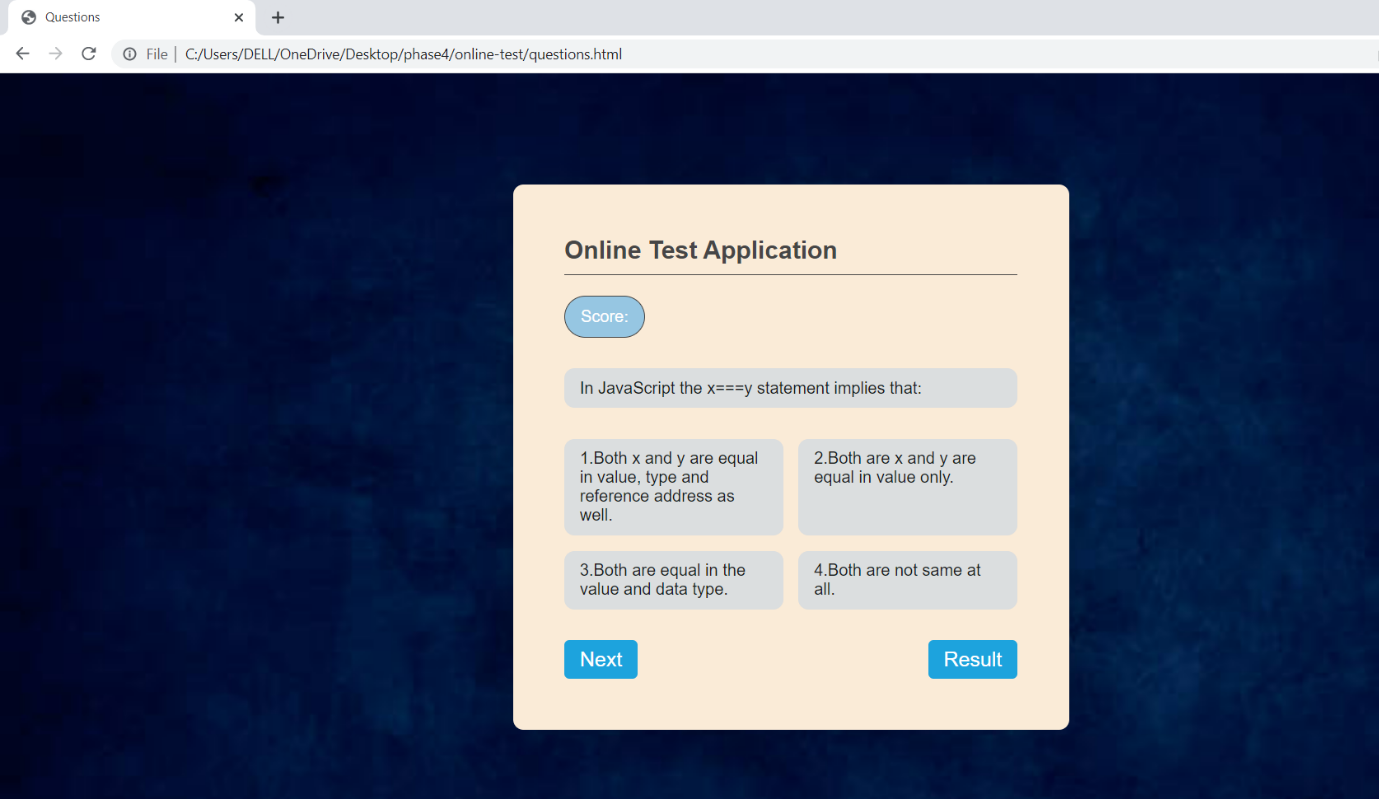 Questions
File | C:/Users/DELL/OneDrive/Desktop/phase4/online-test/questions.html
Online Test Application
Score:
In JavaScript the x===y statement implies that:
1.Both x and y are equal
in value, type and
reference address as
well.
2.Both are x and y are
equal in value only.
3.Both are equal in the
value and data type.
4.Both are not same at
all.
Next
Result